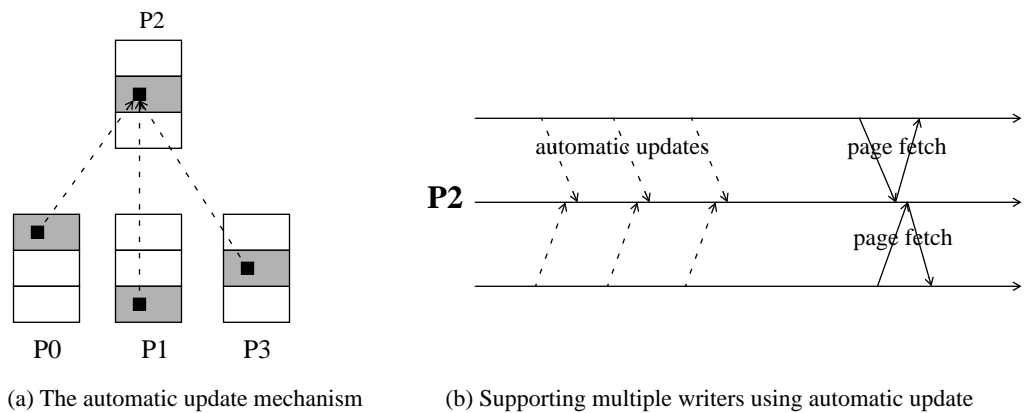 P2
automatic updates
page fetch
P2
page fetch
P0
P1
P3
(a) The automatic update mechanism
(b) Supporting multiple writers using automatic update